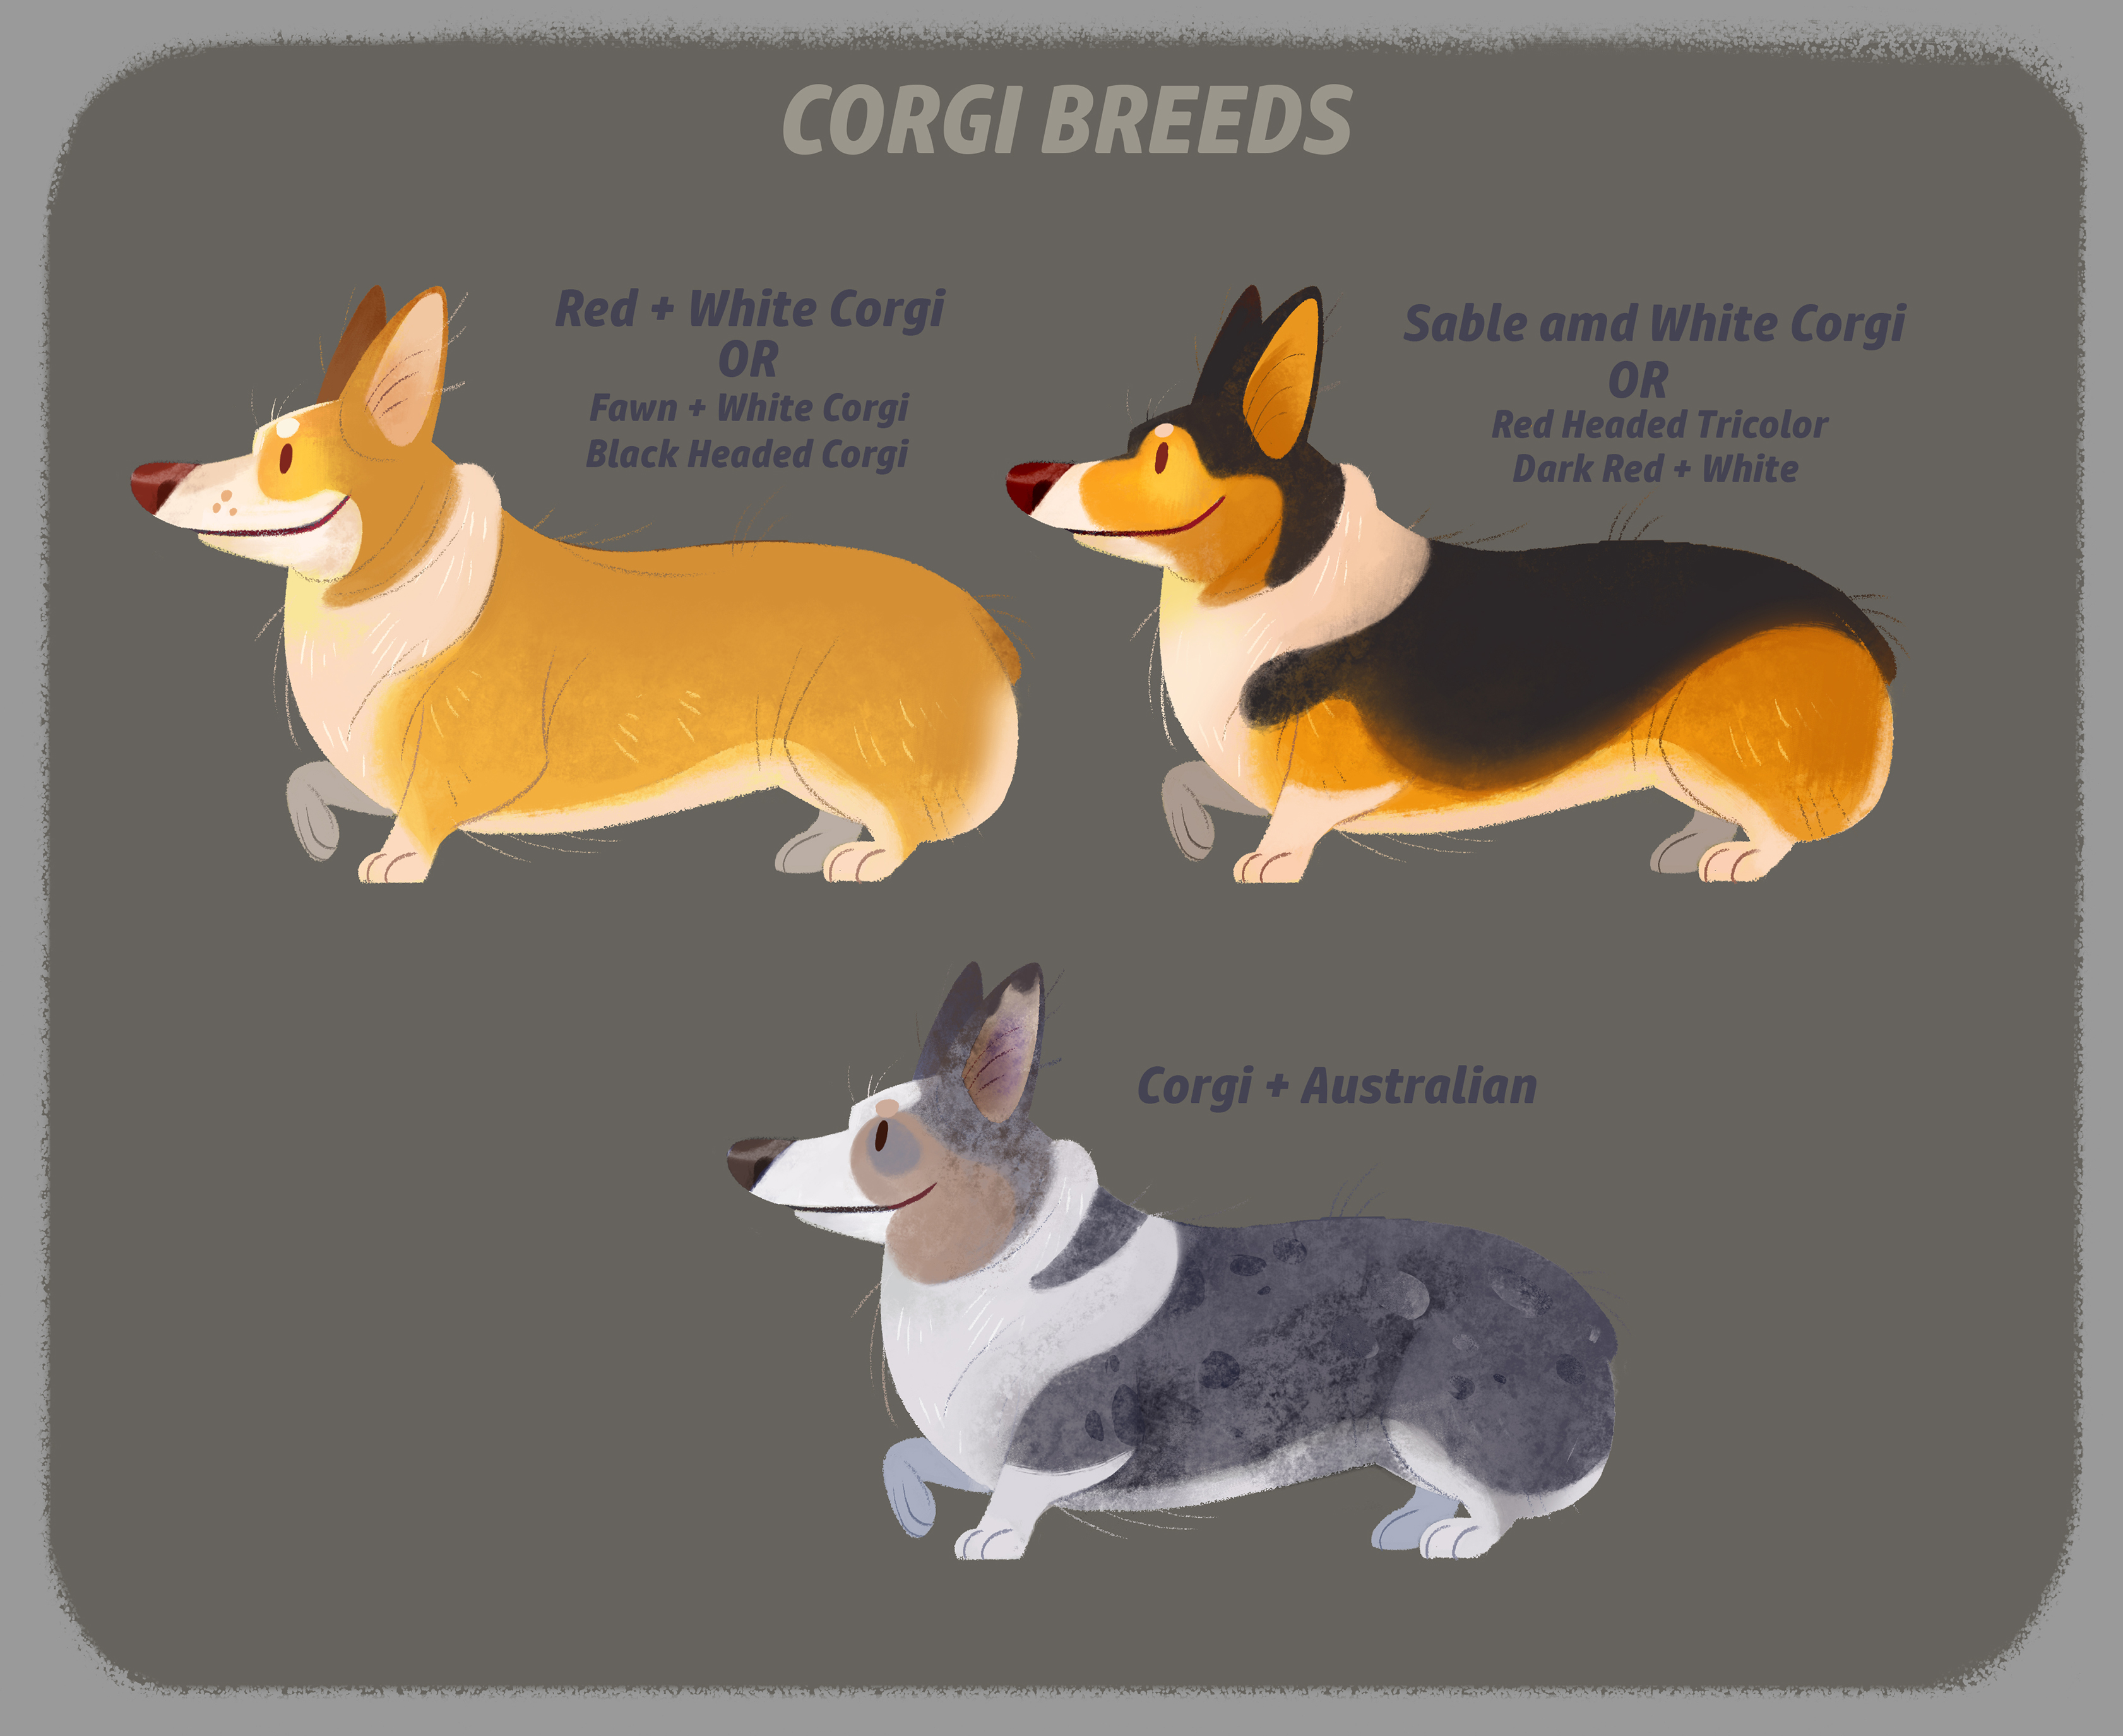 CORGI BREEDS
Red + White Corgi
OR
Fawn + White Corgi
Black Headed Corgi
Sable amd White Corgi
OR
Red Headed Tricolor
Dark Red + White
Corgi + Australian